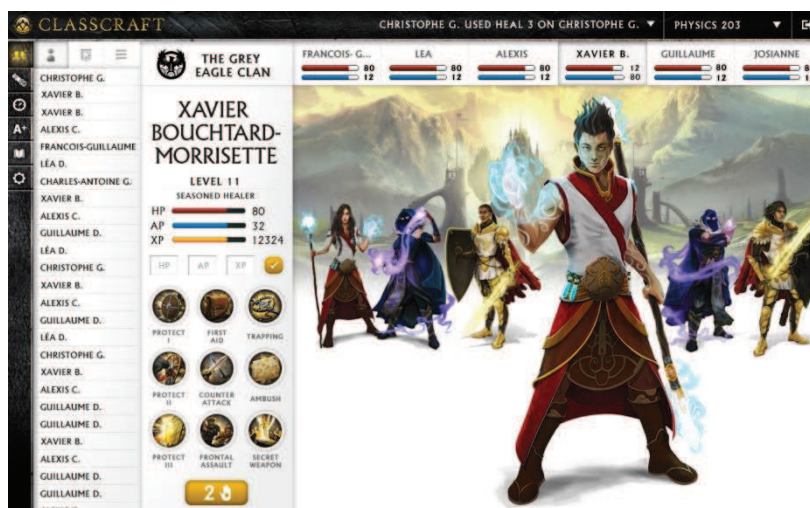 CLASSCRAFT
CHRISTOPHE G. USED HEAL 3 ON CHRISTOPHE G.
PHYSICS 203
A+
CHRISTOPHE G.
XAVIER B.
XAVIER B.
ALEXIS C.
FRANCOIS-GUILLAUME
LÉA D.
CHARLES-ANTOINE G.
XAVIER B.
ALEXIS C.
GUILLAUME D.
LÉA D.
CHRISTOPHE G.
XAVIER B.
ALEXIS C.
GUILLAUME D.
LÉA D.
CHRISTOPHE G.
XAVIER B.
ALEXIS C.
GUILLAUME D.
GUILLAUME D.
XAVIER B.
ALEXIS C.
GUILLAUME D.
GUILLAUME D.
THE GREY
EAGLE CLAN
XAVIER
BOUCHTARD-
MORRISETTE
LEVEL 11
SEASONED HEALER
HP 80
AP 32
XP 12324
HP AP XP
PROTECT
I
FIRST
AID
TRAPPING
PROTECT
II
COUNTER
ATTACK
AMBUSH
PROTECT
III
FRONTAL
ASSAULT
SECRET
WEAPON
2
FRANCOIS- G...
80
12
LEA
80
12
ALEXIS
80
12
XAVIER B.
12
80
GUILLAUME
80
12
JOSIANNE